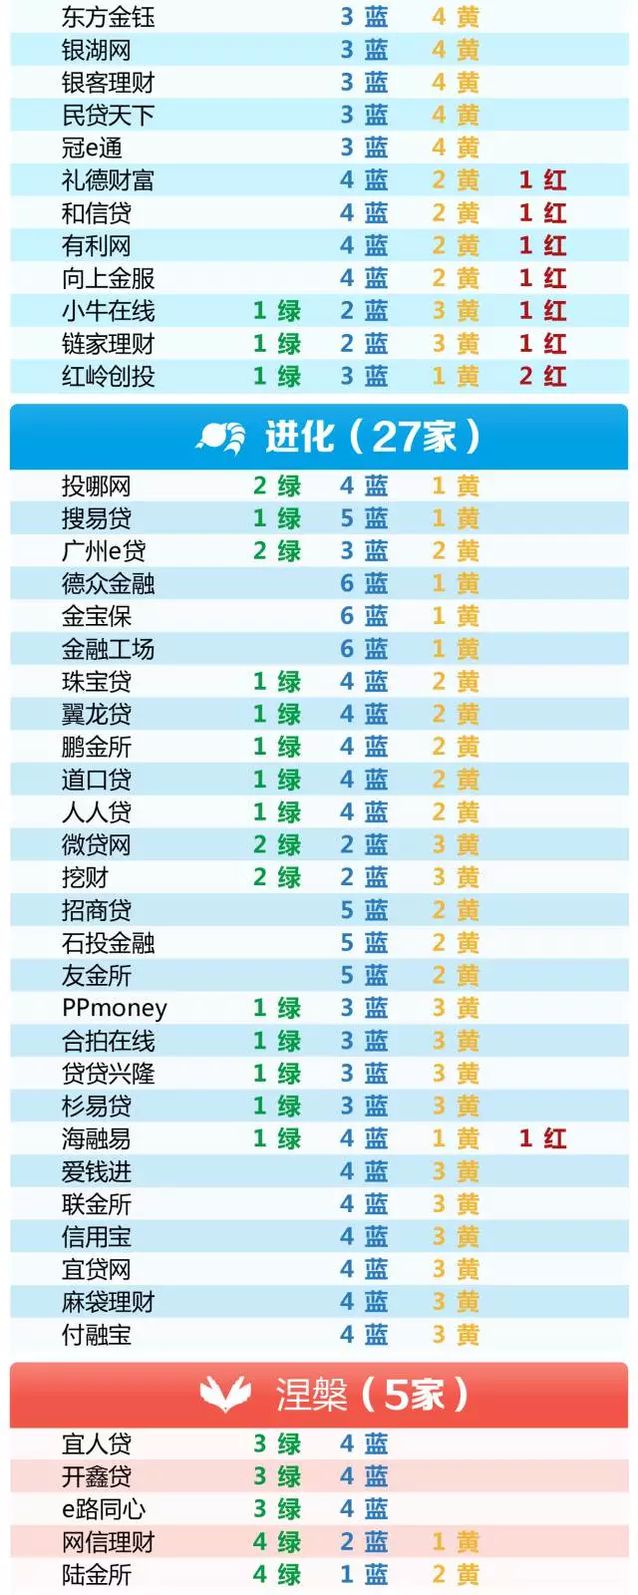 东方金钰 3 蓝 4 黄
银湖网 3 蓝 4 黄
银客理财 3 蓝 4 黄
民贷天下 3 蓝 4 黄
冠e通 3 蓝 4 黄
礼德财富 4 蓝 2 黄 1 红
和信贷 4 蓝 2 黄 1 红
有利网 4 蓝 2 黄 1 红
向上金服 4 蓝 2 黄 1 红
小牛在线 1 绿 2 蓝 3 黄 1 红
链家理财 1 绿 2 蓝 3 黄 1 红
红岭创投 1 绿 3 蓝 1 黄 2 红
进化（27家）
投哪网 2 绿 4 蓝 1 黄
搜易贷 1 绿 5 蓝 1 黄
广州e贷 2 绿 3 蓝 2 黄
德众金融 6 蓝 1 黄
金宝保 6 蓝 1 黄
金融工场 6 蓝 1 黄
珠宝贷 1 绿 4 蓝 2 黄
翼龙贷 1 绿 4 蓝 2 黄
鹏金所 1 绿 4 蓝 2 黄
道口贷 1 绿 4 蓝 2 黄
人人贷 1 绿 4 蓝 2 黄
微贷网 2 绿 2 蓝 3 黄
挖财 2 绿 2 蓝 3 黄
招商贷 5 蓝 2 黄
石投金融 5 蓝 2 黄
友金所 5 蓝 2 黄
PPmoney 1 绿 3 蓝 3 黄
合拍在线 1 绿 3 蓝 3 黄
贷贷兴隆 1 绿 3 蓝 3 黄
杉易贷 1 绿 3 蓝 3 黄
海融易 1 绿 4 蓝 1 黄 1 红
爱钱进 4 蓝 3 黄
联金所 4 蓝 3 黄
信用宝 4 蓝 3 黄
宜贷网 4 蓝 3 黄
麻袋理财 4 蓝 3 黄
付融宝 4 蓝 3 黄
涅槃（5家）
宜人贷 3 绿 4 蓝
开鑫贷 3 绿 4 蓝
e路同心 3 绿 4 蓝
网信理财 4 绿 2 蓝 1 黄
陆金所 4 绿 1 蓝 2 黄